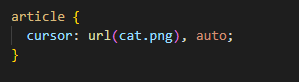 article {
  cursor: url(cat.png), auto;
}